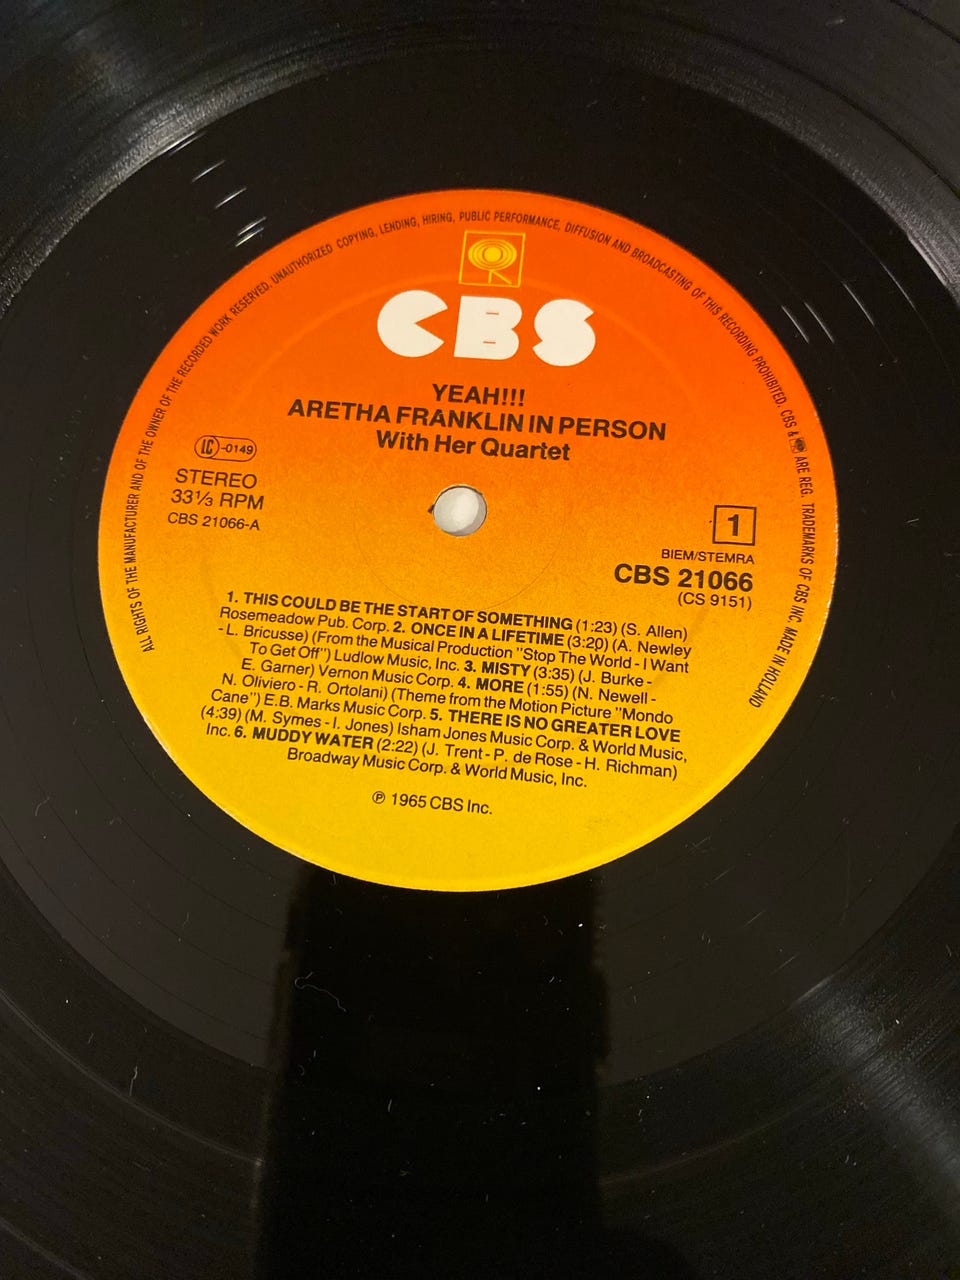 ALL RIGHTS OF THE MANUFACTURER AND OF THE OWNER OF THE RECORDED WORK RESERVED. UNAUTHORIZED COPYING, LENDING, HIRING, PUBLIC PERFORMANCE, DIFFUSION AND BROADCASTING OF THIS RECORDING PROHIBITED. CBS & ARE REG. TRADEMARKS OF CBS INC. MADE IN HOLLAND
CBS
YEAH!!!
ARETHA FRANKLIN IN PERSON
With Her Quartet
LC-0149
STEREO
33⅓ RPM
CBS 21066-A
1
BIEM/STEMRA
CBS 21066
(CS 9151)
1. THIS COULD BE THE START OF SOMETHING (1:23) (S. Allen)
Rosemeadow Pub. Corp. 2. ONCE IN A LIFETIME (3:20) (A. Newley
- L. Bricusse) (From the Musical Production "Stop The World - I Want
To Get Off") Ludlow Music, Inc. 3. MISTY (3:35) (J. Burke -
E. Garner) Vernon Music Corp. 4. MORE (1:55) (N. Newell -
N. Oliviero - R. Ortolani) (Theme from the Motion Picture "Mondo
Cane") E.B. Marks Music Corp. 5. THERE IS NO GREATER LOVE
(4:39) (M. Symes - I. Jones) Isham Jones Music Corp. & World Music,
Inc. 6. MUDDY WATER (2:22) (J. Trent - P. de Rose - H. Richman)
Broadway Music Corp. & World Music, Inc.
℗ 1965 CBS Inc.